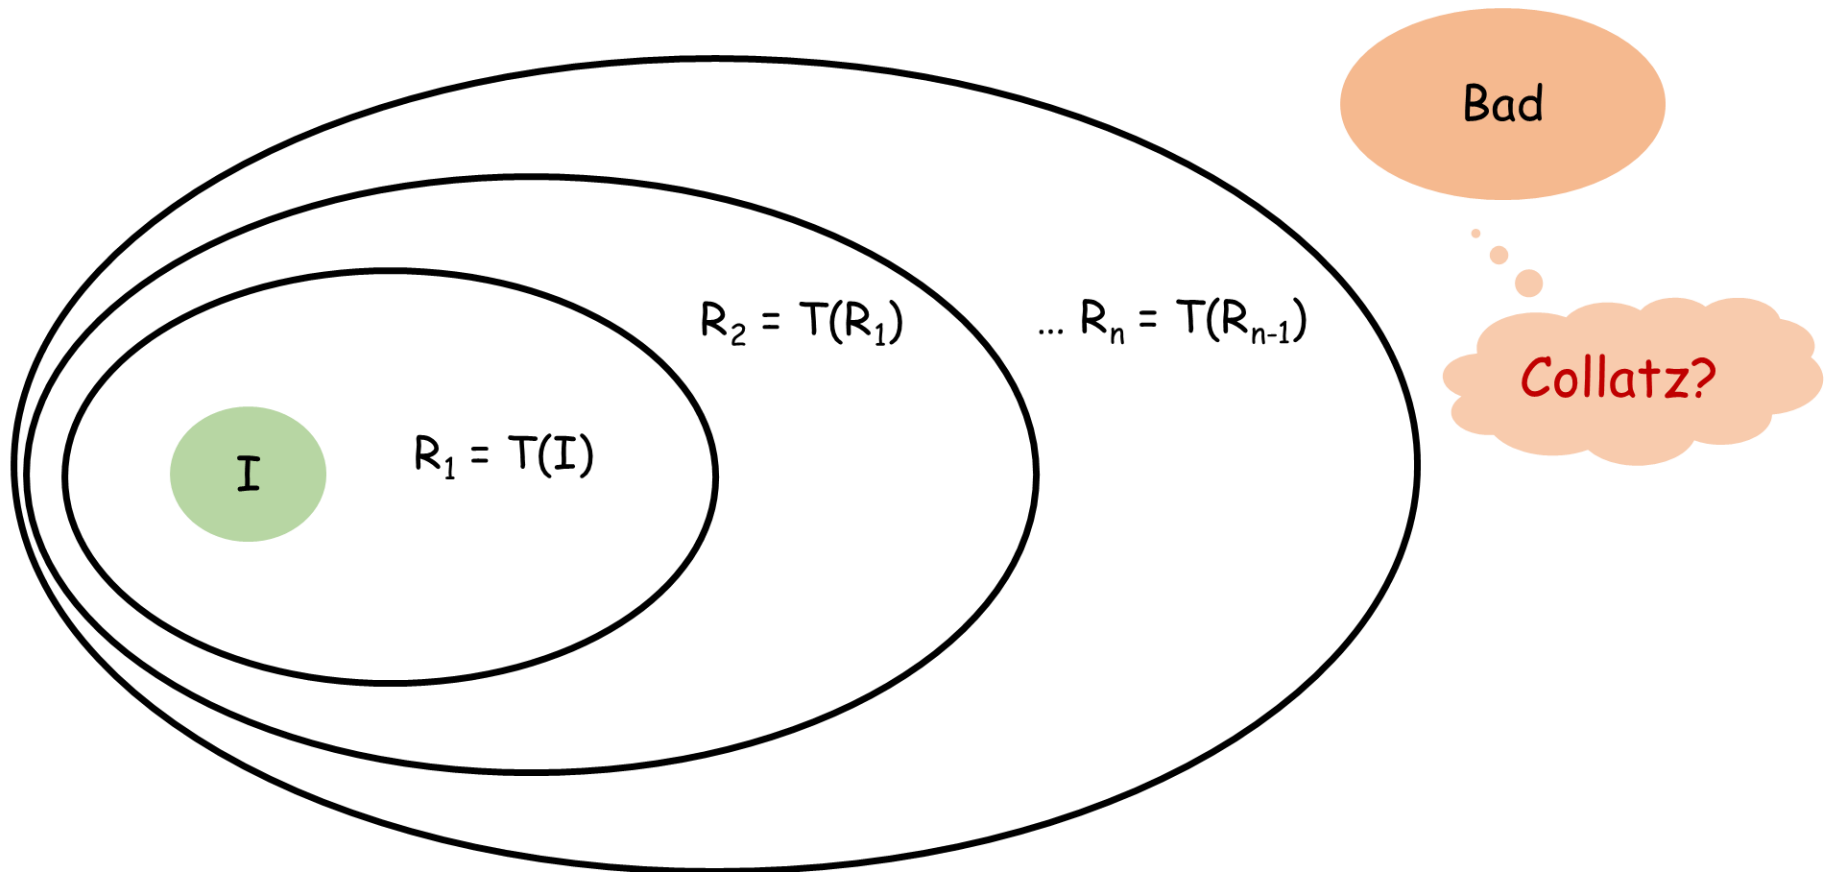 Bad
R₂ = T(R₁)
... Rₙ = T(Rₙ₋₁)
Collatz?
I
R₁ = T(I)